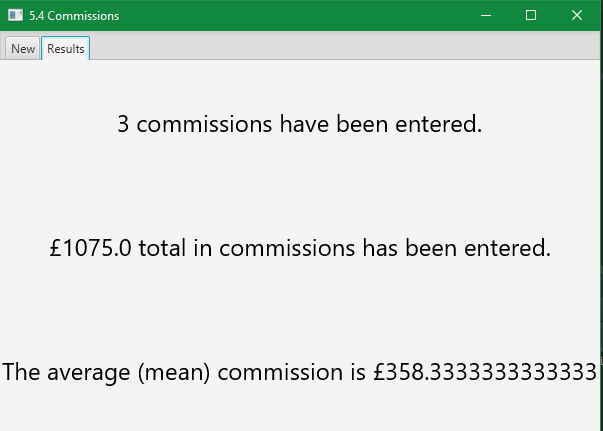 5.4 Commissions
New Results
3 commissions have been entered.
£1075.0 total in commissions has been entered.
The average (mean) commission is £358.3333333333333